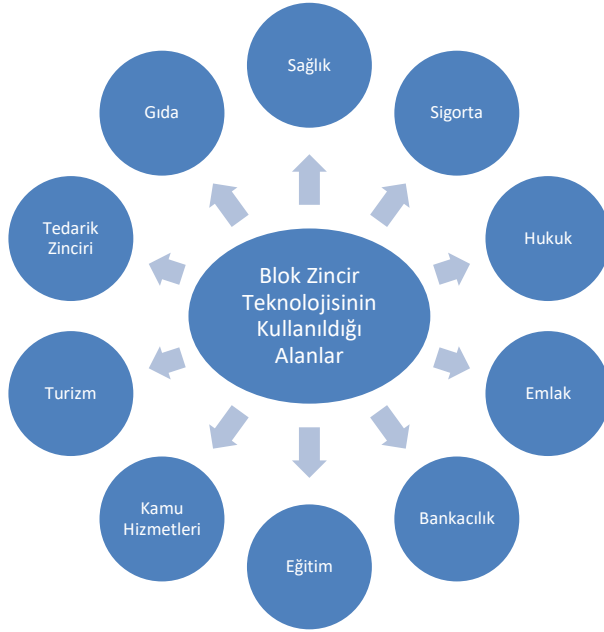 Sağlık
Sigorta
Hukuk
Emlak
Bankacılık
Eğitim
Kamu
Hizmetleri
Turizm
Tedarik
Zinciri
Gıda
Blok Zincir
Teknolojisinin
Kullanıldığı
Alanlar